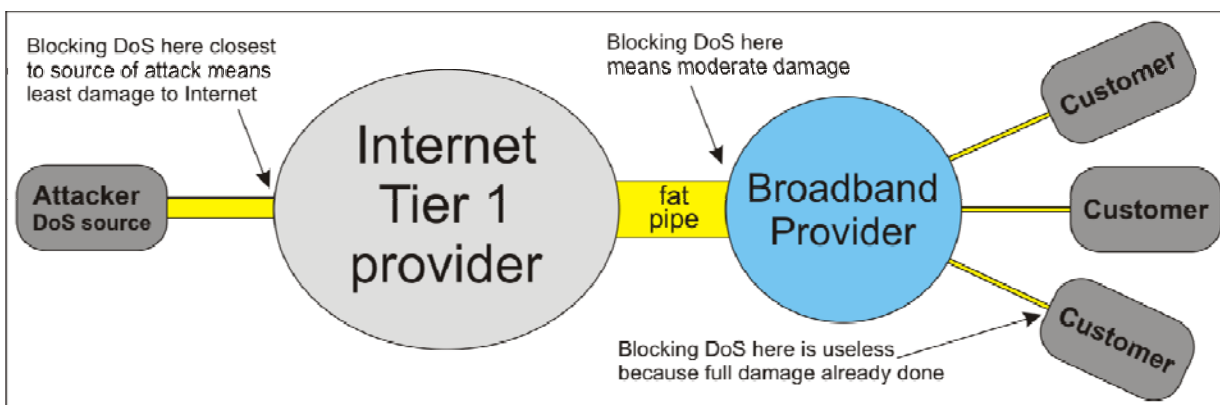 Blocking DoS here closest
to source of attack means
least damage to Internet
Attacker
DoS source
Internet
Tier 1
provider
Blocking DoS here
means moderate damage
fat
pipe
Broadband
Provider
Customer
Customer
Customer
Blocking DoS here is useless
because full damage already done